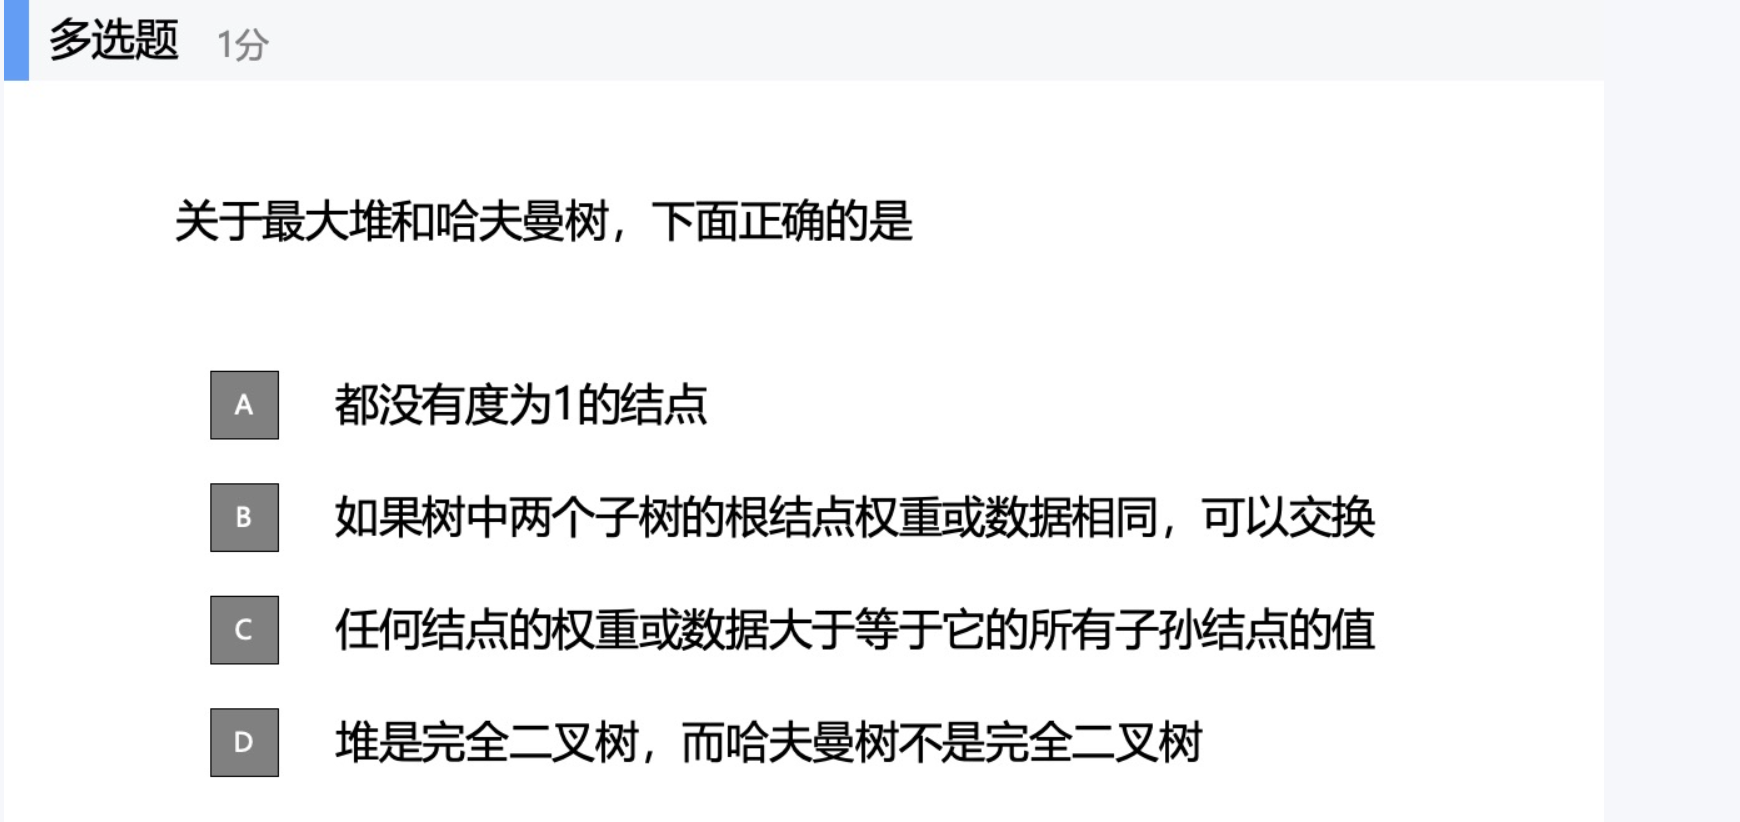 多选题 1分
关于最大堆和哈夫曼树，下面正确的是
A 都没有度为1的结点
B 如果树中两个子树的根结点权重或数据相同，可以交换
C 任何结点的权重或数据大于等于它的所有子孙结点的值
D 堆是完全二叉树，而哈夫曼树不是完全二叉树